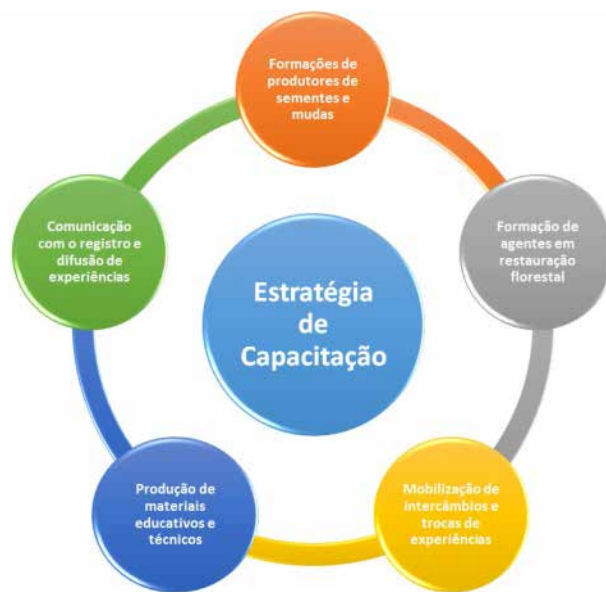 Formações de
produtores de
sementes e
mudas
Formação de
agentes em
restauração
florestal
Mobilização de
intercâmbios e
trocas de
experiências
Produção de
materiais
educativos e
técnicos
Comunicação
com o registro e
difusão de
experiências
Estratégia
de
Capacitação